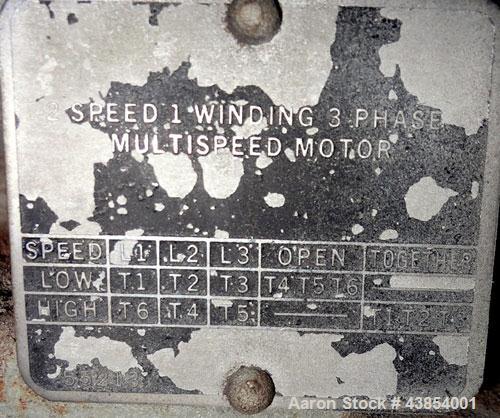 2 SPEED 1 WINDING 3 PHASE
MULTISPEED MOTOR
SPEED L1 L2 L3 OPEN TOGETHER
LOW T1 T2 T3 T4 T5 T6
HIGH T6 T4 T5 T1 T2 T3
Aaron Stock # 43854001